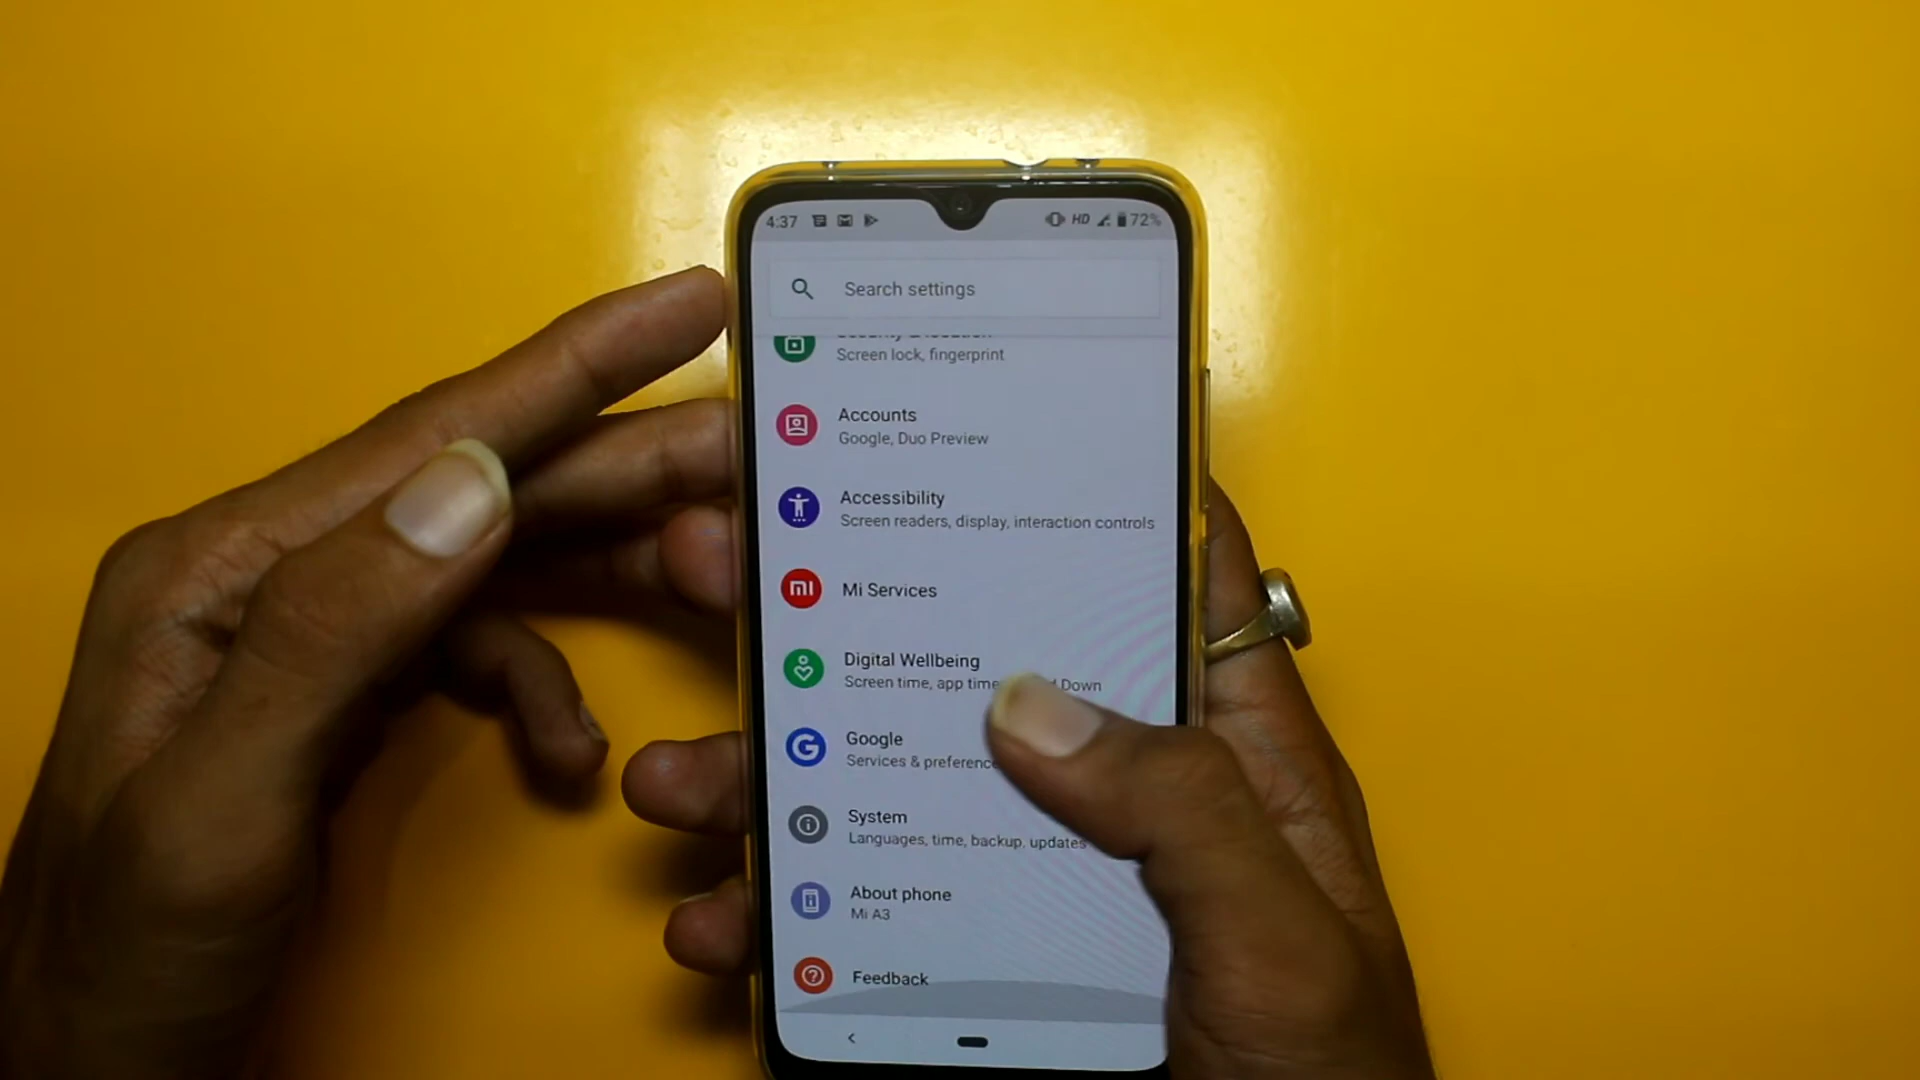 4:37 HD 72%
Search settings
Screen lock, fingerprint
Accounts
Google, Duo Preview
Accessibility
Screen readers, display, interaction controls
mi Mi Services
Digital Wellbeing
Screen time, app time Down
G Google
Services & preference
System
Languages, time, backup, updates
About phone
Mi A3
Feedback